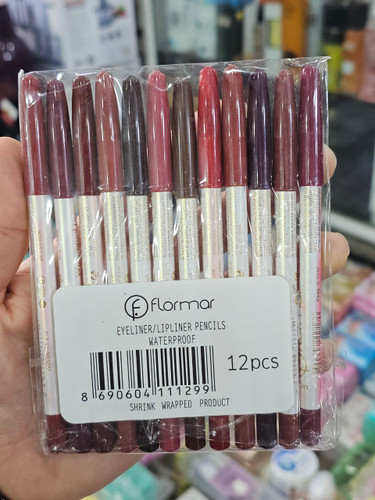 flormar
EYELINER/LIPLINER PENCILS
WATERPROOF
12pcs
8 690604 111299
SHRINK WRAPPED PRODUCT